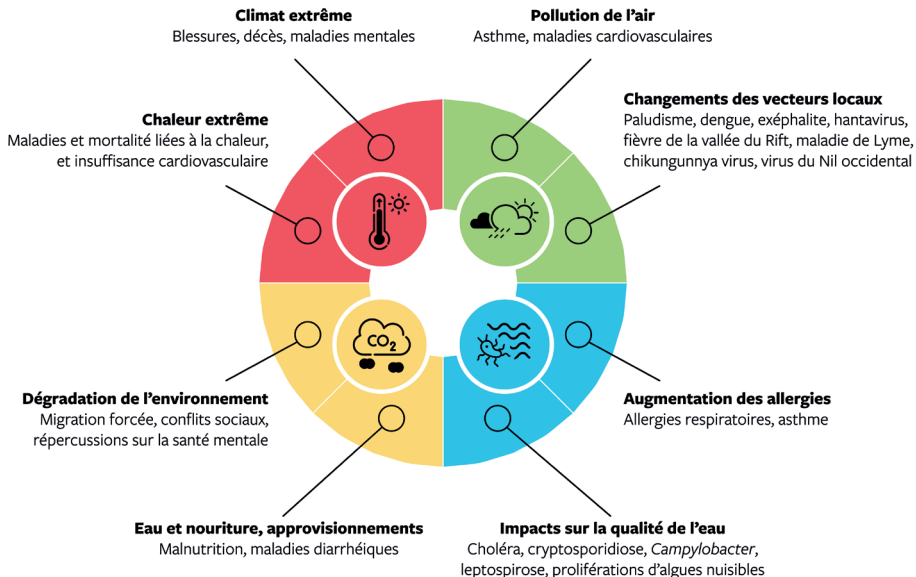 Climat extrême
Blessures, décès, maladies mentales
Pollution de l'air
Asthme, maladies cardiovasculaires
Chaleur extrême
Maladies et mortalité liées à la chaleur,
et insuffisance cardiovasculaire
Changements des vecteurs locaux
Paludisme, dengue, exéphalite, hantavirus,
fièvre de la vallée du Rift, maladie de Lyme,
chikungunnya virus, virus du Nil occidental
CO₂
Dégradation de l'environnement
Migration forcée, conflits sociaux,
répercussions sur la santé mentale
Augmentation des allergies
Allergies respiratoires, asthme
Eau et nouriture, approvisionnements
Malnutrition, maladies diarrhéiques
Impacts sur la qualité de l'eau
Choléra, cryptosporidiose, Campylobacter,
leptospirose, proliférations d'algues nuisibles